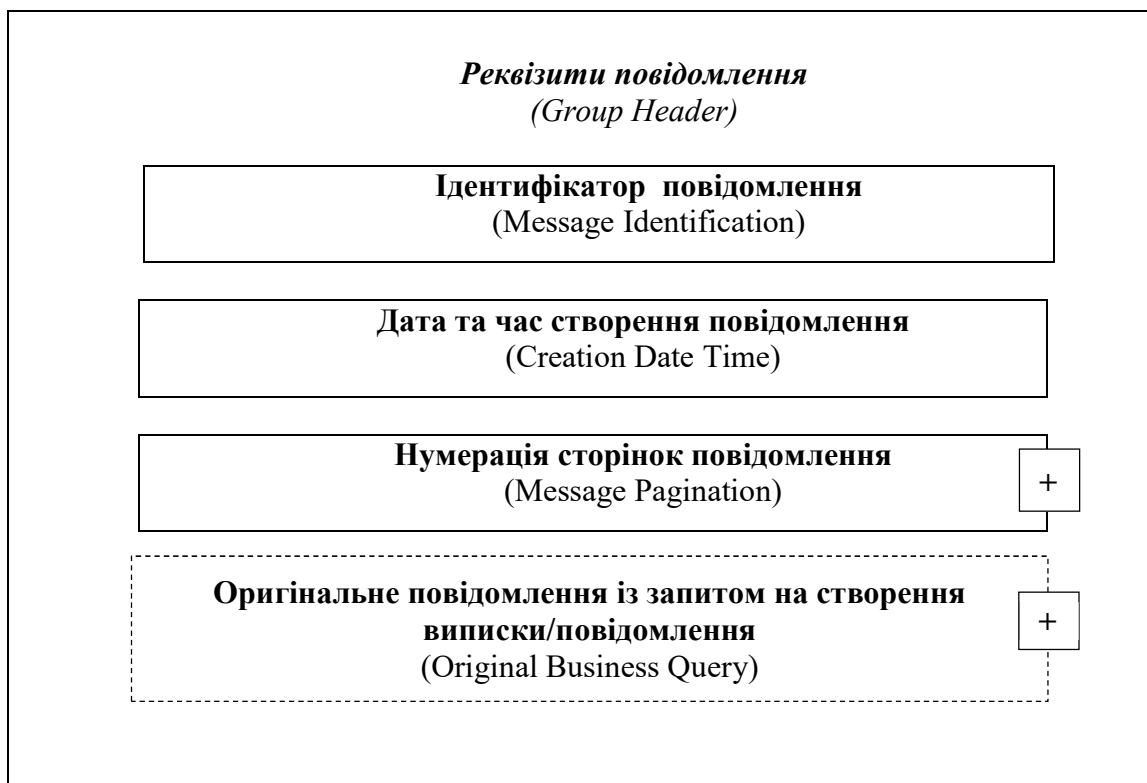 Реквізити повідомлення
(Group Header)
Ідентифікатор повідомлення
(Message Identification)
Дата та час створення повідомлення
(Creation Date Time)
Нумерація сторінок повідомлення
(Message Pagination)
+
Оригінальне повідомлення із запитом на створення
виписки/повідомлення
(Original Business Query)
+